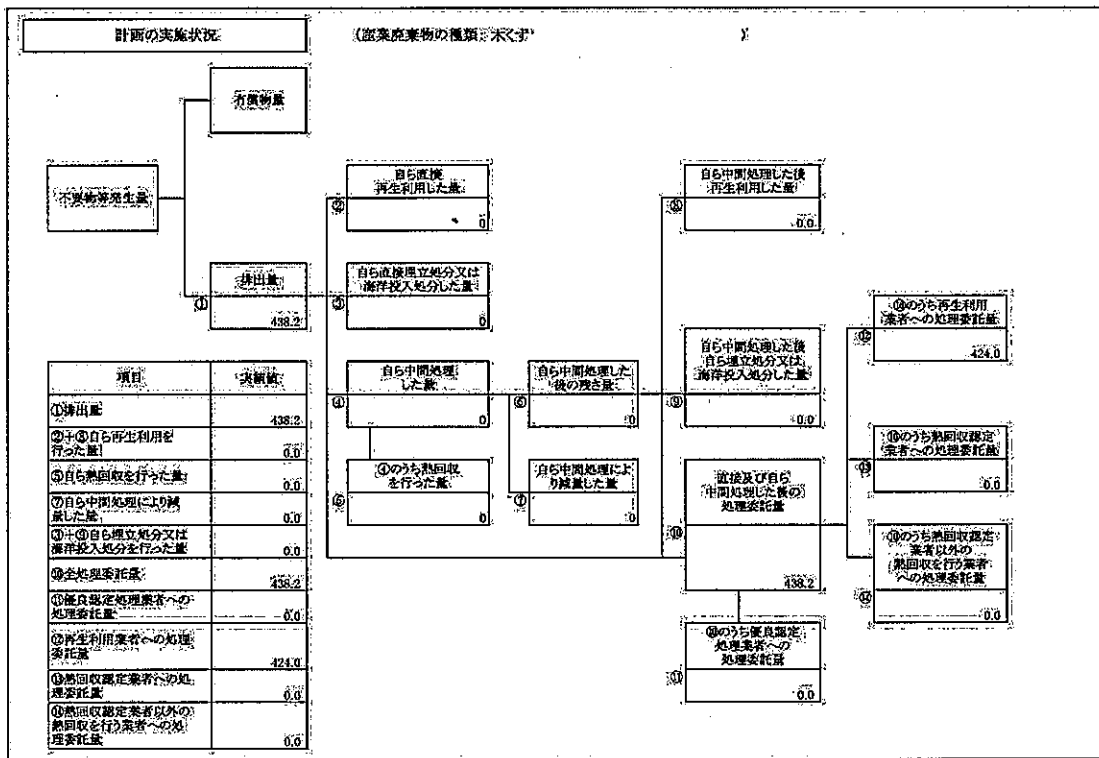 計画の実施状況
(産業廃棄物の種類：木くず )
有償物量
不要物等発生量
排出量
①
438.2
自ら直接
再生利用した量
②
0
自ら直接埋立処分又は
海洋投入処分した量
③
0
自ら中間処理
した量
④
0
④のうち熱回収
を行った量
⑤
0
自ら中間処理した
後の残さ量
⑥
0
自ら中間処理によ
り減量した量
⑦
0
自ら中間処理した後
再生利用した量
⑧
0.0
自ら中間処理した後
自ら埋立処分又は
海洋投入処分した量
⑨
0.0
直接及び自ら
中間処理した後の
処理委託量
⑩
438.2
⑩のうち優良認定
処理業者への
処理委託量
⑪
0.0
⑩のうち再生利用
業者への処理委託量
⑫
424.0
⑩のうち熱回収認定
業者への処理委託量
⑬
0.0
⑩のうち熱回収認定
業者以外の
熱回収を行う業者
への処理委託量
⑭
0.0
項目 実績値
①排出量 438.2
②+⑧自ら再生利用を
行った量 0.0
⑤自ら熱回収を行った量 0.0
⑦自ら中間処理により減
量した量 0.0
③+⑨自ら埋立処分又は
海洋投入処分を行った量 0.0
⑩全処理委託量 438.2
⑪優良認定処理業者への
処理委託量 0.0
⑫再生利用業者への処理
委託量 424.0
⑬熱回収認定業者への処
理委託量 0.0
⑭熱回収認定業者以外の
熱回収を行う業者への処
理委託量 0.0